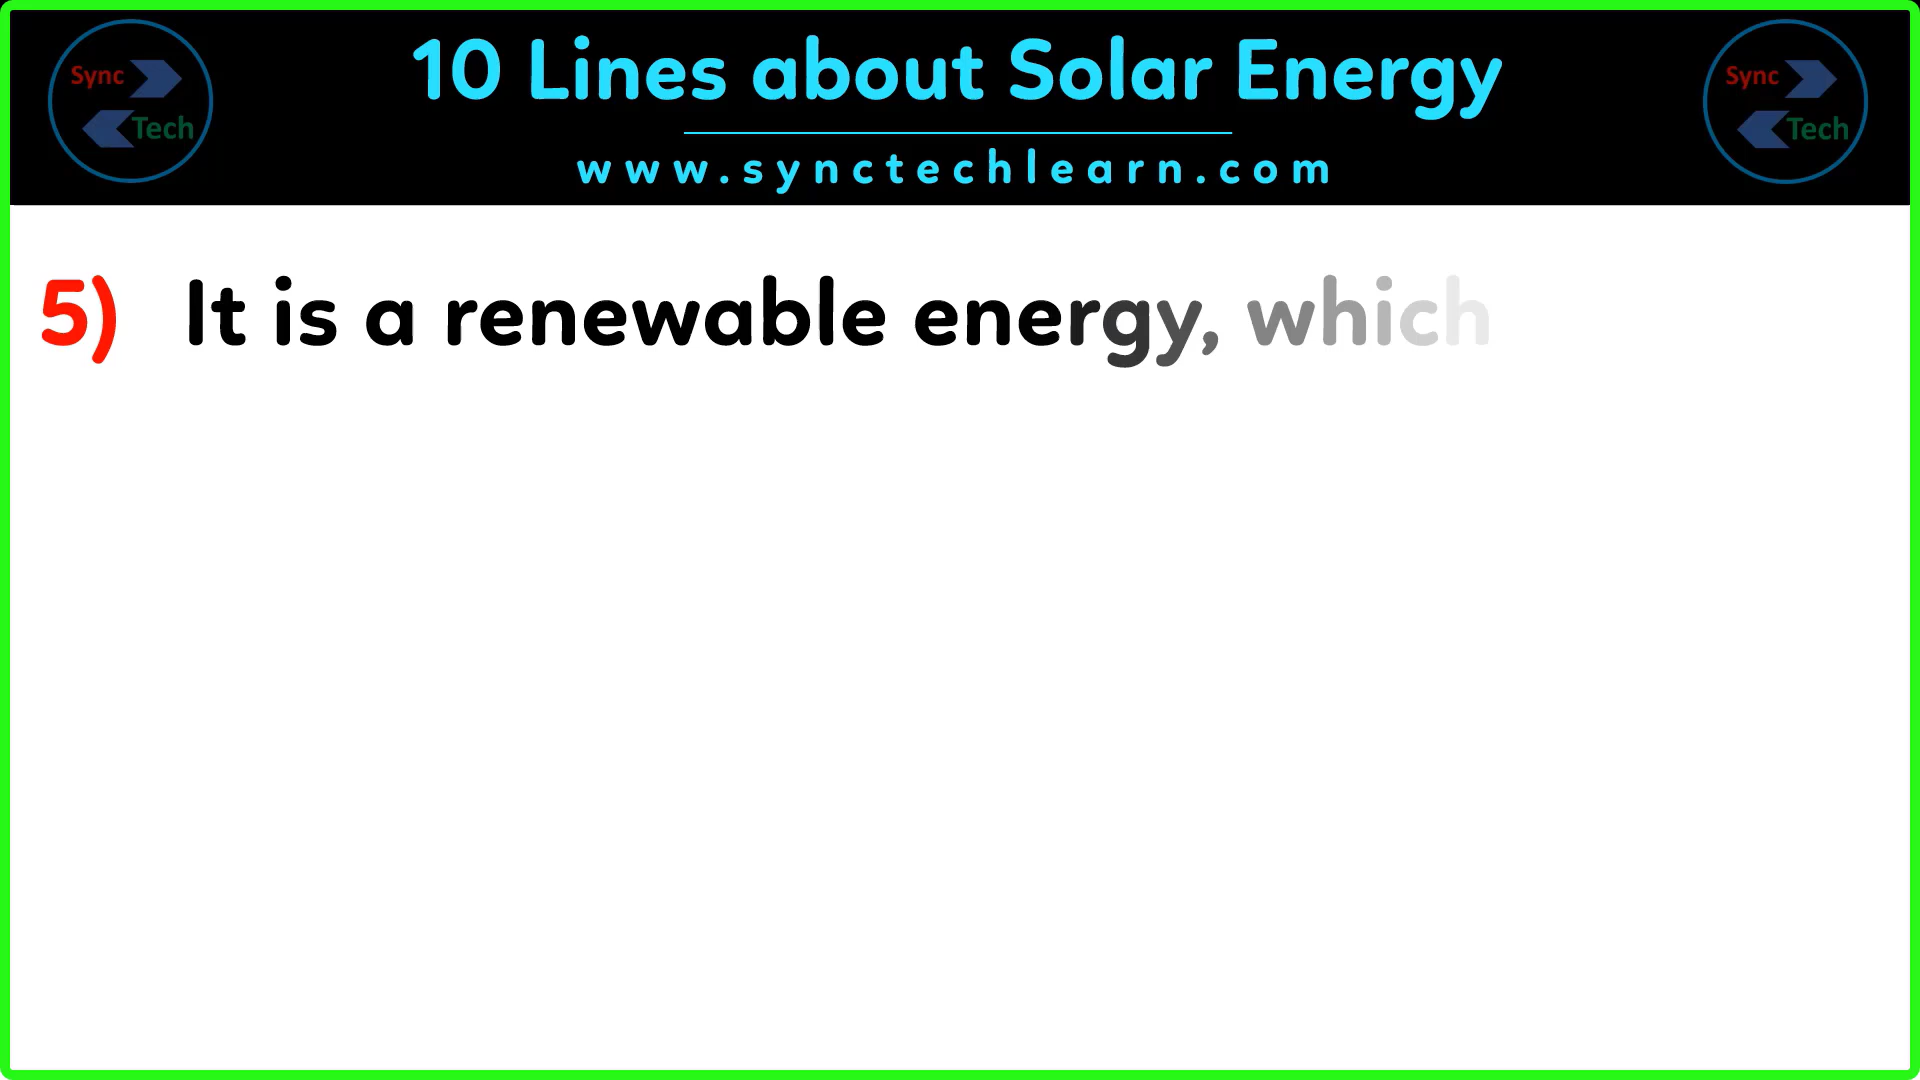 Sync
Tech
10 Lines about Solar Energy
www.synctechlearn.com
Sync
Tech
5) It is a renewable energy, which